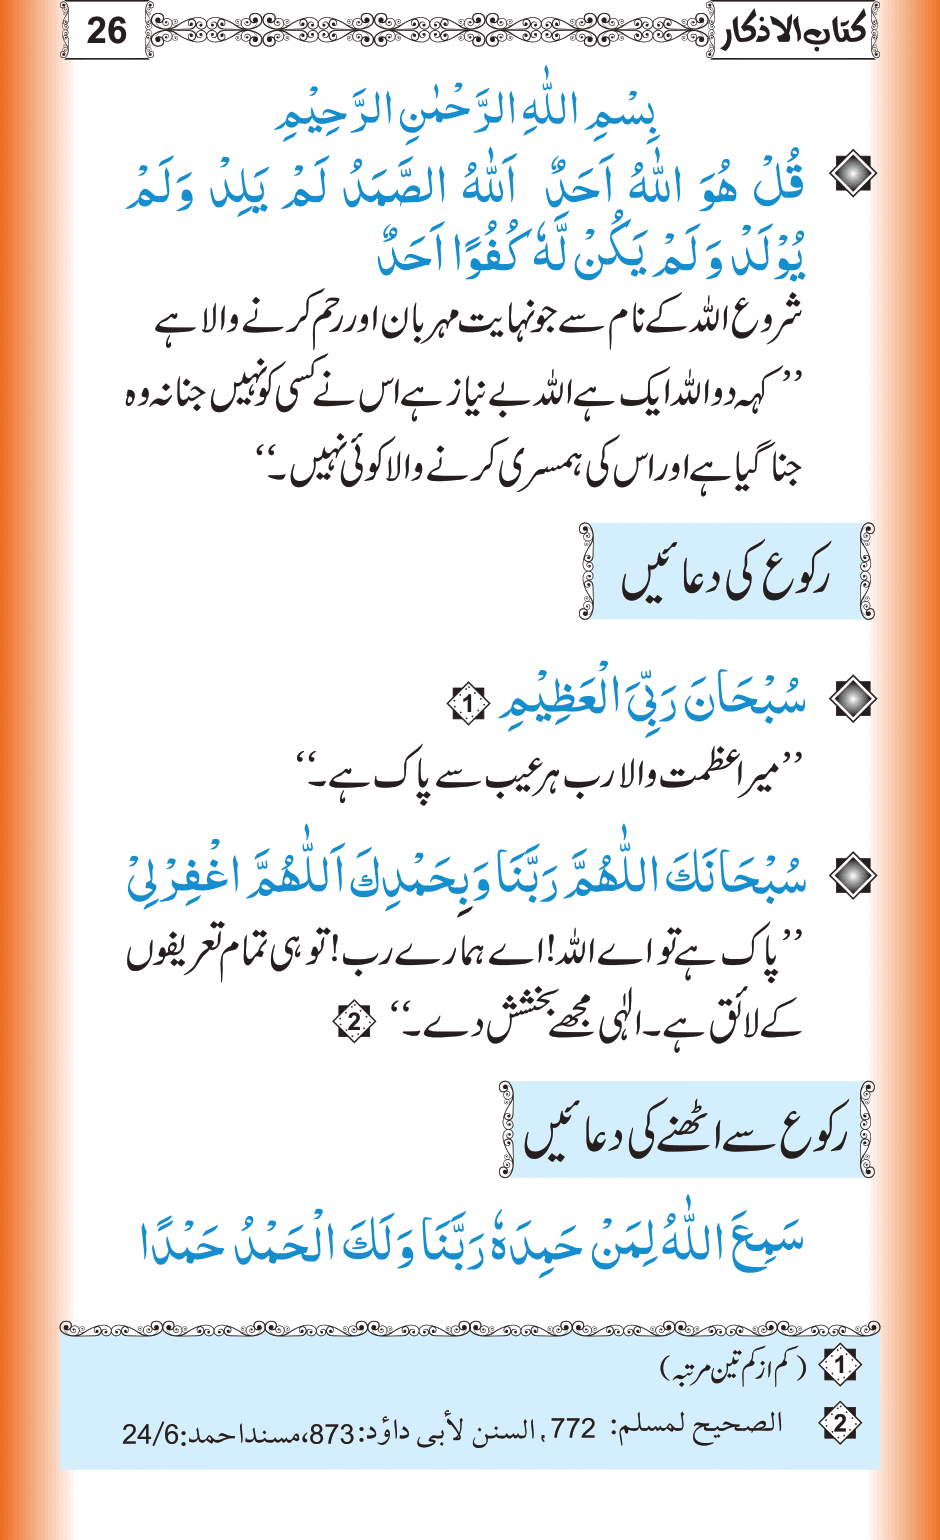 كتاب الاذكار 26
بِسْمِ اللّٰهِ الرَّحْمٰنِ الرَّحِيْمِ
قُلْ هُوَ اللّٰهُ اَحَدٌ اَللّٰهُ الصَّمَدُ لَمْ يَلِدْ وَلَمْ
يُوْلَدْ وَلَمْ يَكُنْ لَّهٗ كُفُوًا اَحَدٌ
شروع اللہ کے نام سے جو نہایت مہربان اور رحم کرنے والا ہے
’’کہہ دو اللہ ایک ہے اللہ بے نیاز ہے اس نے کسی کو نہیں جنا نہ وہ
جنا گیا ہے اور اس کی ہمسری کرنے والا کوئی نہیں۔‘‘
رکوع کی دعائیں
سُبْحَانَ رَبِّىَ الْعَظِيْمِ 1
’’میرا عظمت والا رب ہر عیب سے پاک ہے۔‘‘
سُبْحَانَكَ اللّٰهُمَّ رَبَّنَا وَبِحَمْدِكَ اَللّٰهُمَّ اغْفِرْلِىْ
’’پاک ہے تو اے اللہ! اے ہمارے رب! تو ہی تمام تعریفوں
کے لائق ہے۔ الٰہی مجھے بخشش دے۔‘‘ 2
رکوع سے اٹھنے کی دعائیں
سَمِعَ اللّٰهُ لِمَنْ حَمِدَهٗ رَبَّنَا وَلَكَ الْحَمْدُ حَمْدًا
1 (کم از کم تین مرتبہ)
2 الصحيح لمسلم: 772, السنن لأبى داؤد:873،مسنداحمد:24/6